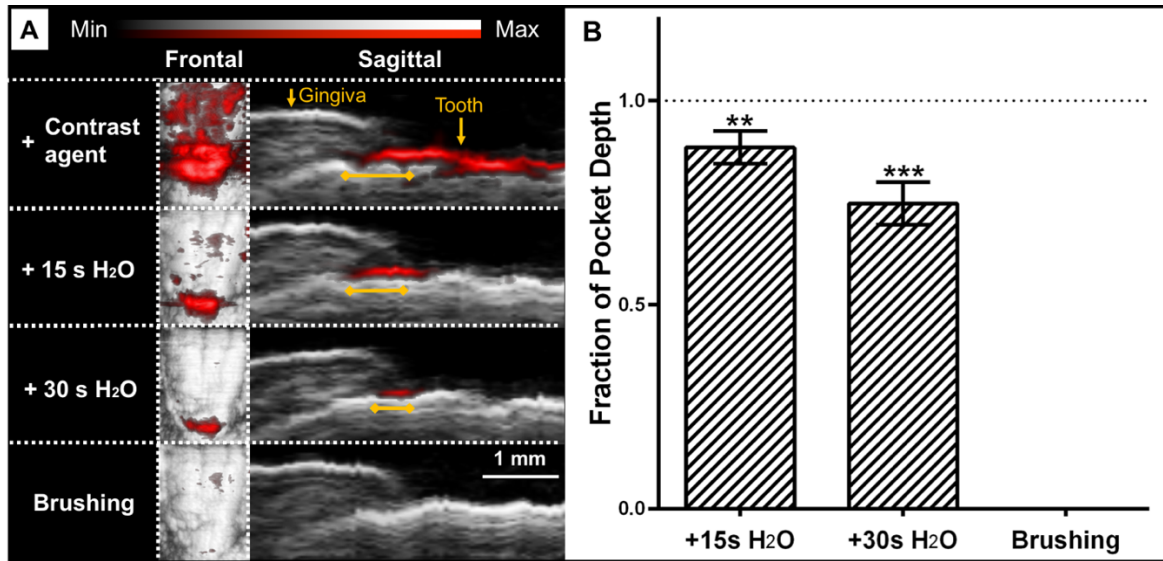 A
Min
Max
Frontal
Sagittal
+ Contrast
agent
Gingiva
Tooth
+ 15 s H₂O
+ 30 s H₂O
Brushing
1 mm
B
Fraction of Pocket Depth
1.0
0.5
0.0
**
***
+15s H₂O
+30s H₂O
Brushing